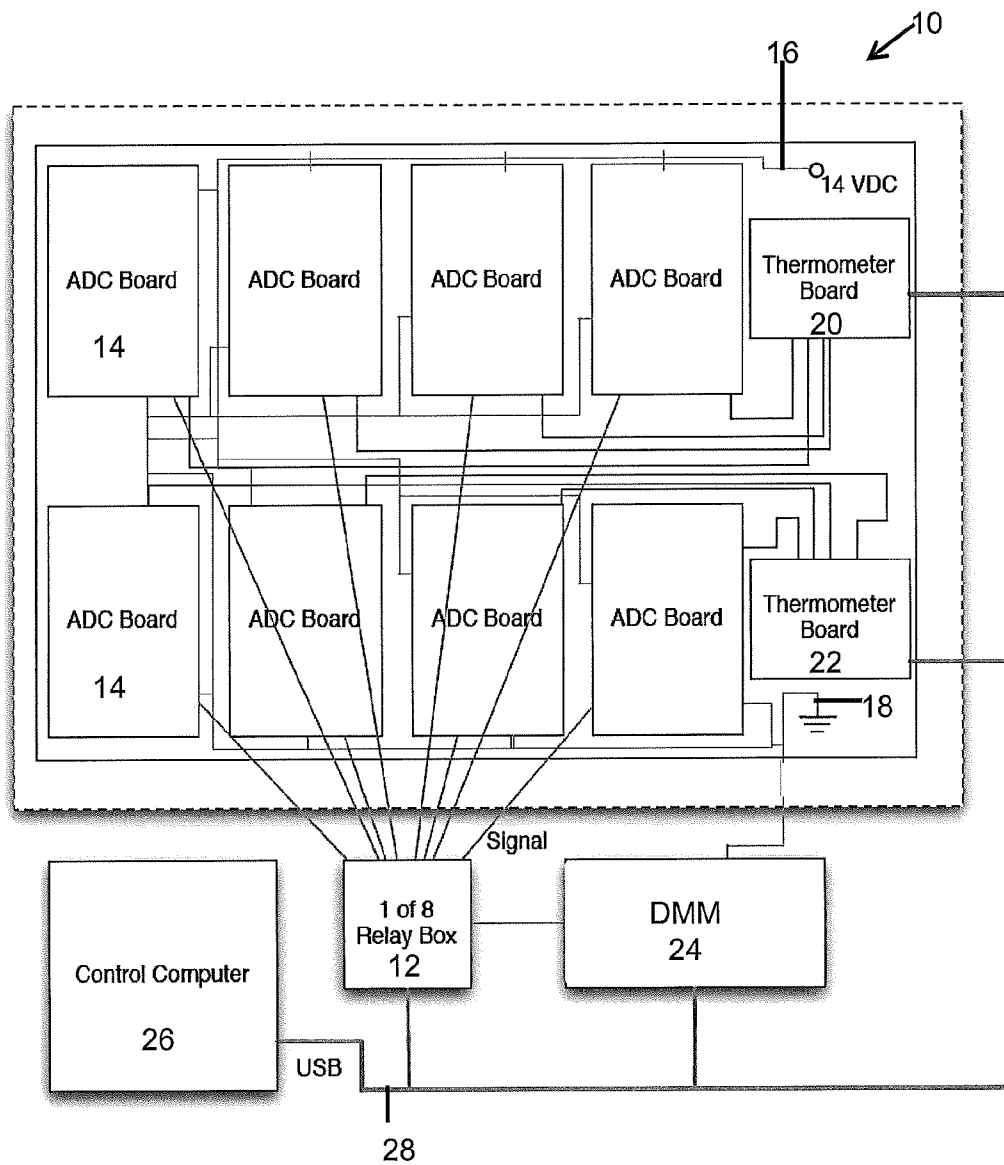 10
16
14 VDC
ADC Board
14
ADC Board
ADC Board
ADC Board
Thermometer
Board
20
ADC Board
14
ADC Board
ADC Board
ADC Board
Thermometer
Board
22
18
Signal
Control Computer
26
1 of 8
Relay Box
12
DMM
24
USB
28